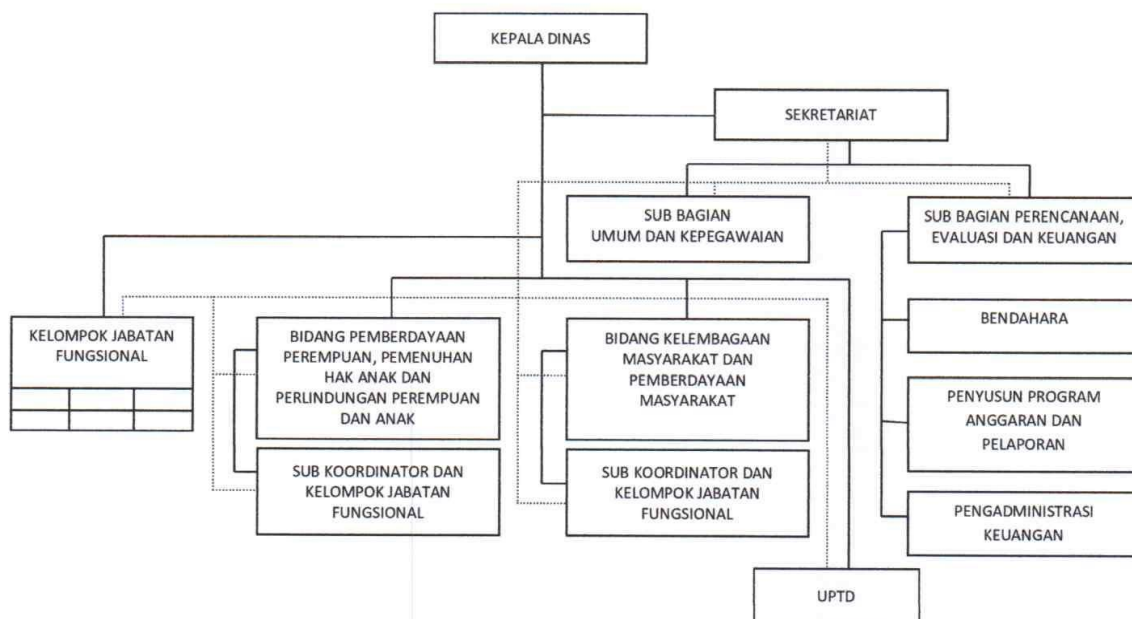 KEPALA DINAS
SEKRETARIAT
SUB BAGIAN
UMUM DAN KEPEGAWAIAN
SUB BAGIAN PERENCANAAN,
EVALUASI DAN KEUANGAN
BENDAHARA
PENYUSUN PROGRAM
ANGGARAN DAN
PELAPORAN
PENGADMINISTRASI
KEUANGAN
KELOMPOK JABATAN
FUNGSIONAL
BIDANG PEMBERDAYAAN
PEREMPUAN, PEMENUHAN
HAK ANAK DAN
PERLINDUNGAN PEREMPUAN
DAN ANAK
SUB KOORDINATOR DAN
KELOMPOK JABATAN
FUNGSIONAL
BIDANG KELEMBAGAAN
MASYARAKAT DAN
PEMBERDAYAAN
MASYARAKAT
SUB KOORDINATOR DAN
KELOMPOK JABATAN
FUNGSIONAL
UPTD